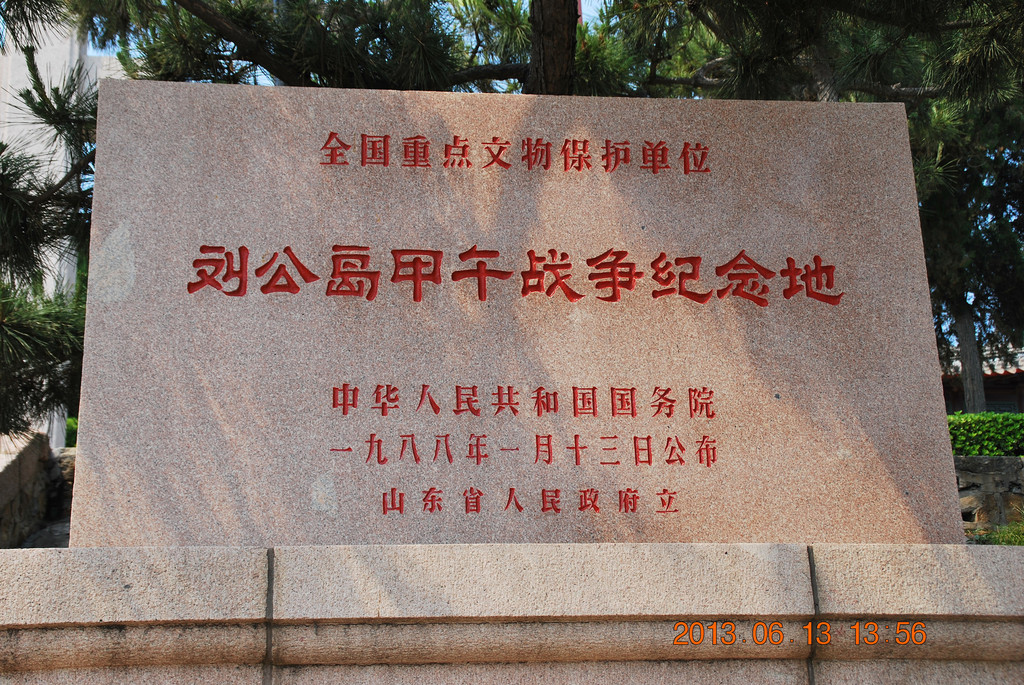 全国重点文物保护单位
刘公岛甲午战争纪念地
中华人民共和国国务院
一九八八年一月十三日公布
山东省人民政府立
2013.06.13 13:56